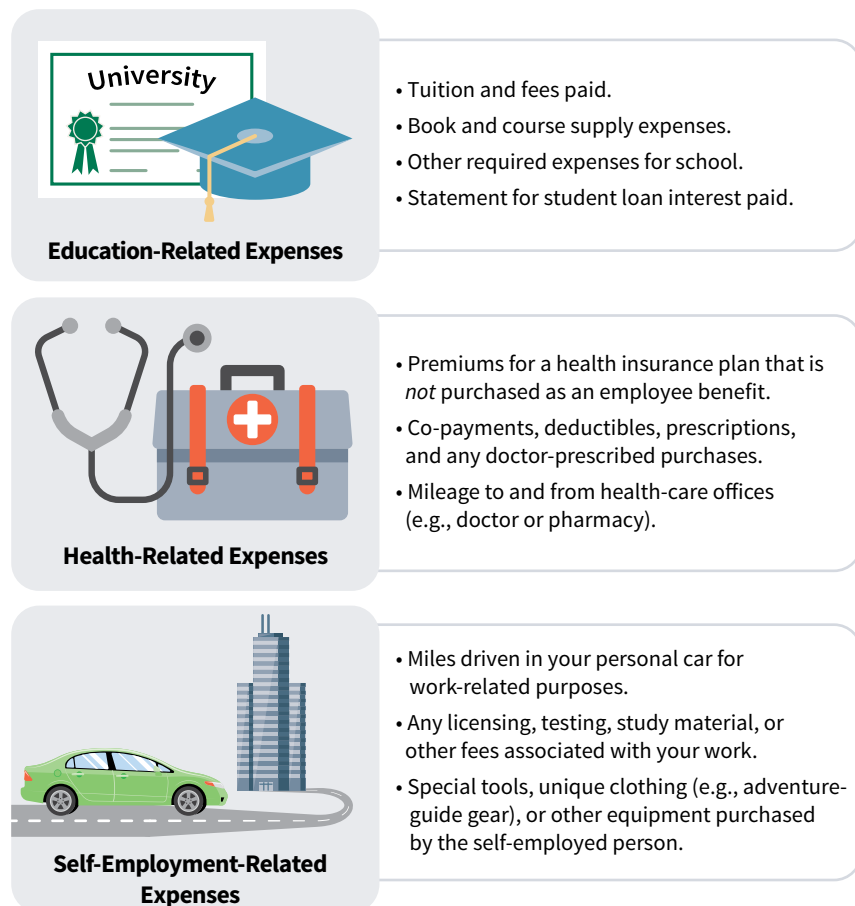 University
Education-Related Expenses
• Tuition and fees paid.
• Book and course supply expenses.
• Other required expenses for school.
• Statement for student loan interest paid.
Health-Related Expenses
• Premiums for a health insurance plan that is
not purchased as an employee benefit.
• Co-payments, deductibles, prescriptions,
and any doctor-prescribed purchases.
• Mileage to and from health-care offices
(e.g., doctor or pharmacy).
Self-Employment-Related
Expenses
• Miles driven in your personal car for
work-related purposes.
• Any licensing, testing, study material, or
other fees associated with your work.
• Special tools, unique clothing (e.g., adventure-
guide gear), or other equipment purchased
by the self-employed person.